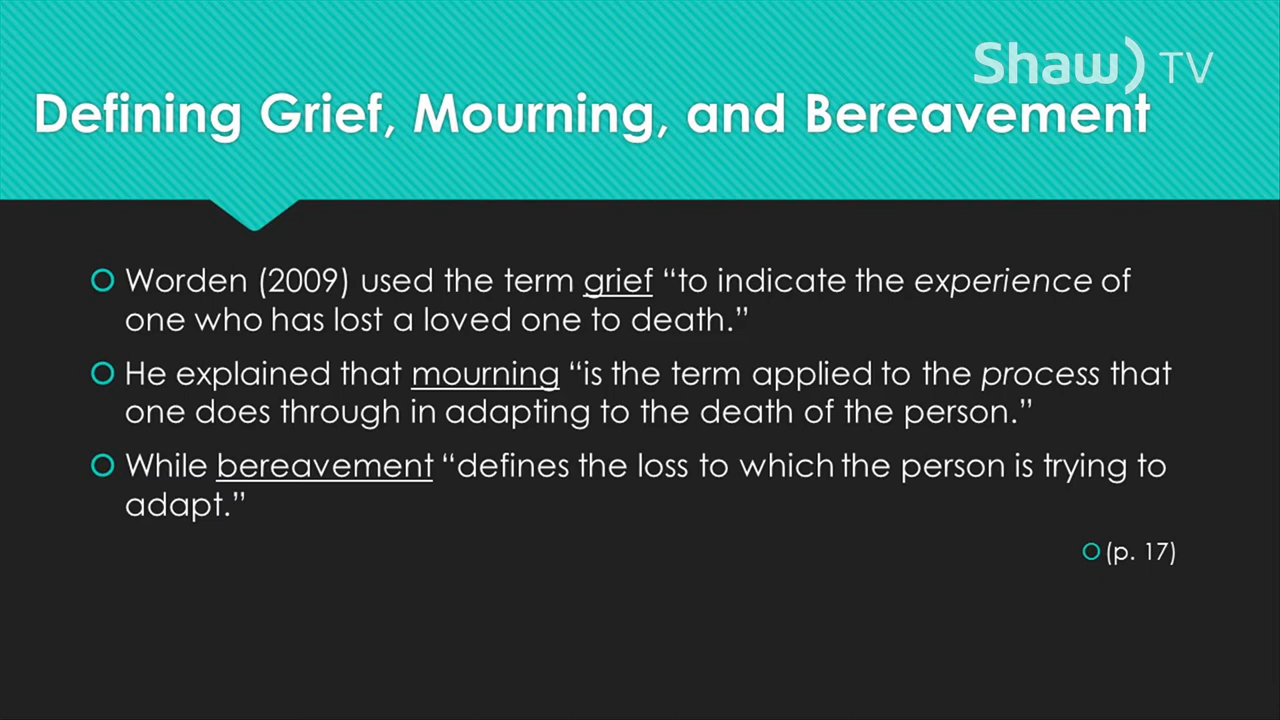 Shaw) TV
Defining Grief, Mourning, and Bereavement
Worden (2009) used the term grief “to indicate the experience of
one who has lost a loved one to death.”
He explained that mourning “is the term applied to the process that
one does through in adapting to the death of the person.”
While bereavement “defines the loss to which the person is trying to
adapt.”
(p. 17)